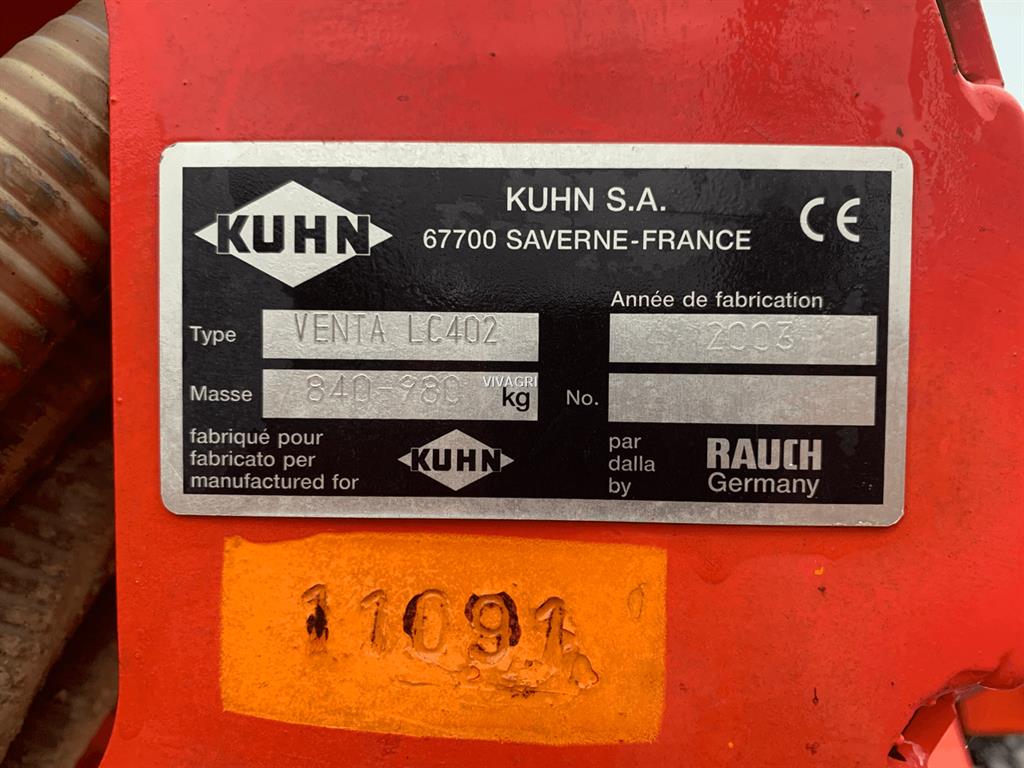 KUHN
KUHN S.A.
67700 SAVERNE-FRANCE
CE
Année de fabrication
Type VENTA LC402
2003
Masse 840-980 kg
VIVAGRI
No.
fabriqué pour
fabricato per
manufactured for
KUHN
par
dalla
by
RAUCH
Germany
11091